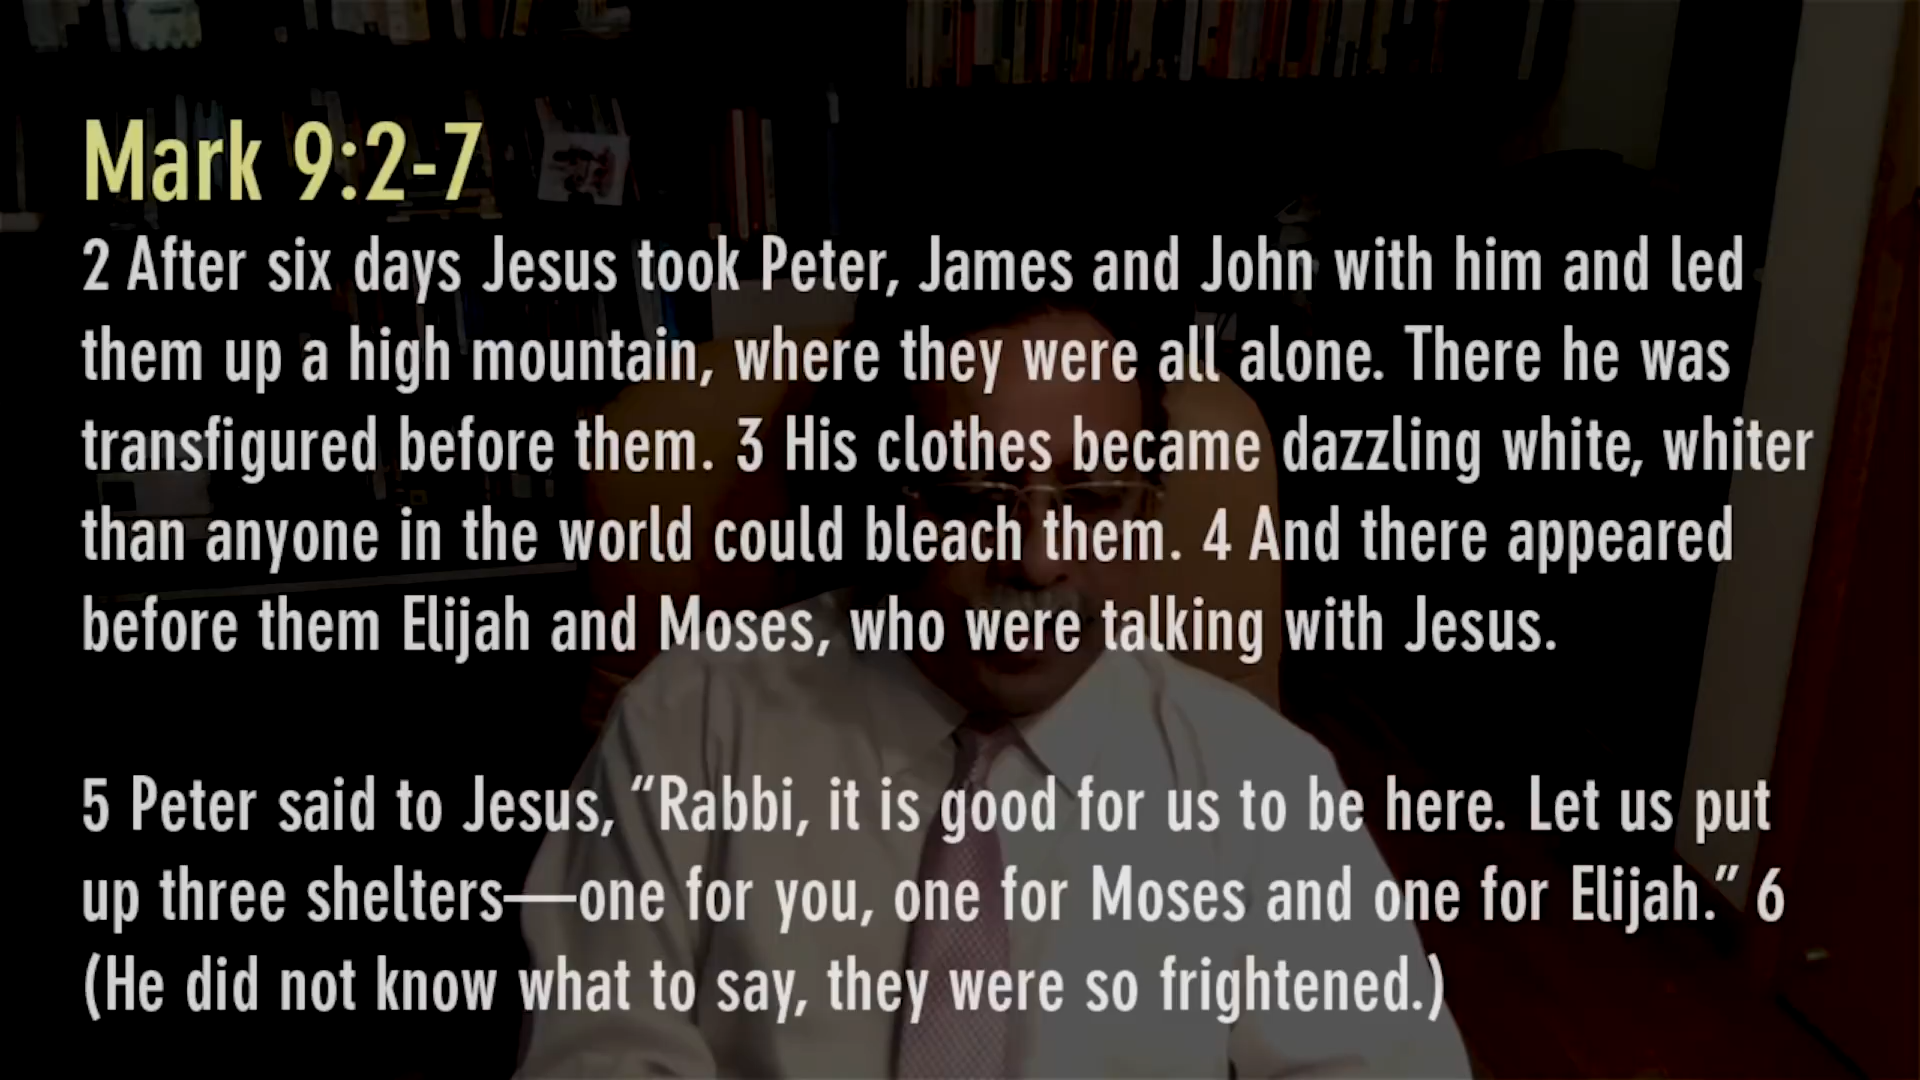 Mark 9:2-7
2 After six days Jesus took Peter, James and John with him and led
them up a high mountain, where they were all alone. There he was
transfigured before them. 3 His clothes became dazzling white, whiter
than anyone in the world could bleach them. 4 And there appeared
before them Elijah and Moses, who were talking with Jesus.
5 Peter said to Jesus, “Rabbi, it is good for us to be here. Let us put
up three shelters—one for you, one for Moses and one for Elijah.” 6
(He did not know what to say, they were so frightened.)